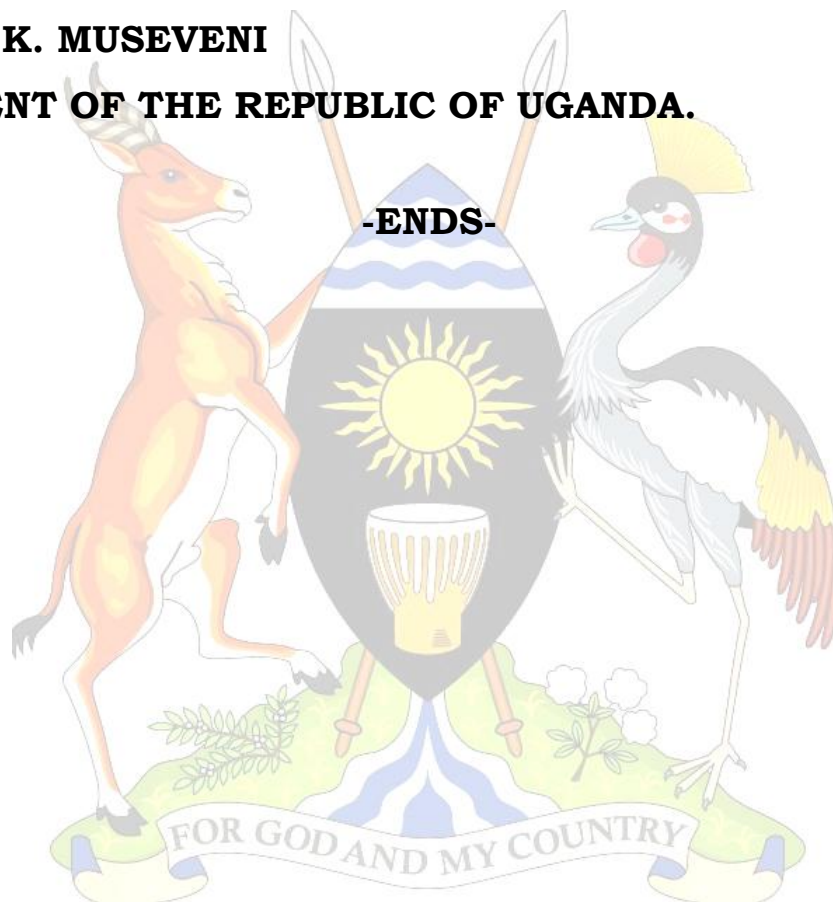 K. MUSEVENI
ENT OF THE REPUBLIC OF UGANDA.
-ENDS-
FOR GOD AND MY COUNTRY